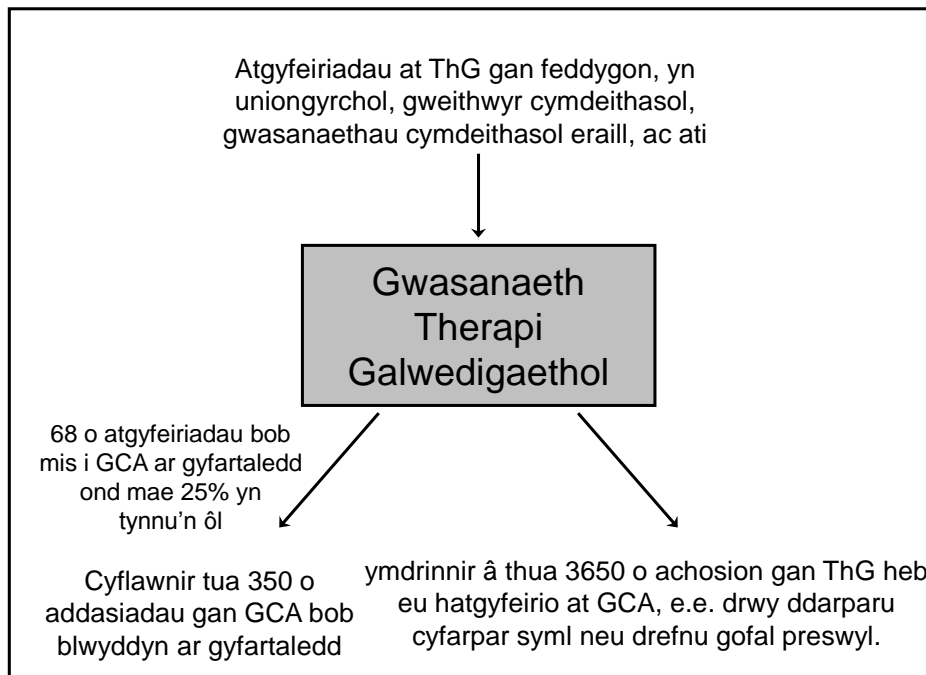 Atgyfeiriadau at ThG gan feddygon, yn
uniongyrchol, gweithwyr cymdeithasol,
gwasanaethau cymdeithasol eraill, ac ati
Gwasanaeth
Therapi
Galwedigaethol
68 o atgyfeiriadau bob
mis i GCA ar gyfartaledd
ond mae 25% yn
tynnu’n ôl
Cyflawnir tua 350 o
addasiadau gan GCA bob
blwyddyn ar gyfartaledd
ymdrinnir â thua 3650 o achosion gan ThG heb
eu hatgyfeirio at GCA, e.e. drwy ddarparu
cyfarpar syml neu drefnu gofal preswyl.